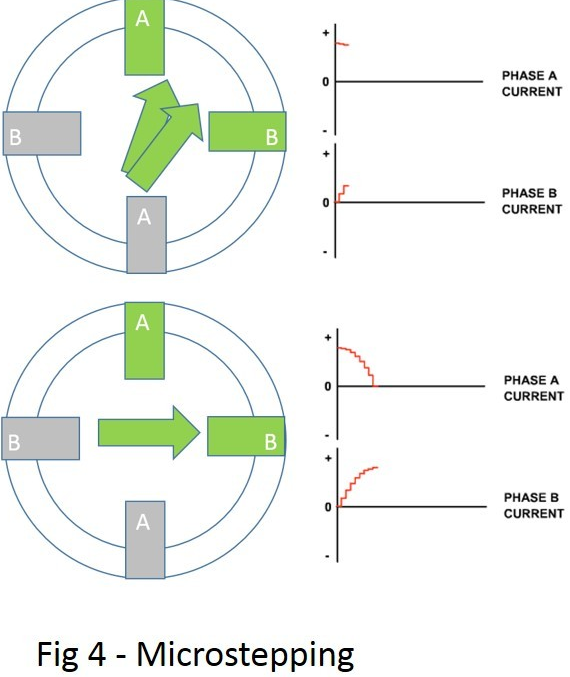 A
B
B
A
+
0
-
PHASE A
CURRENT
+
0
-
PHASE B
CURRENT
A
B
B
A
+
0
-
PHASE A
CURRENT
+
0
-
PHASE B
CURRENT
Fig 4 - Microstepping